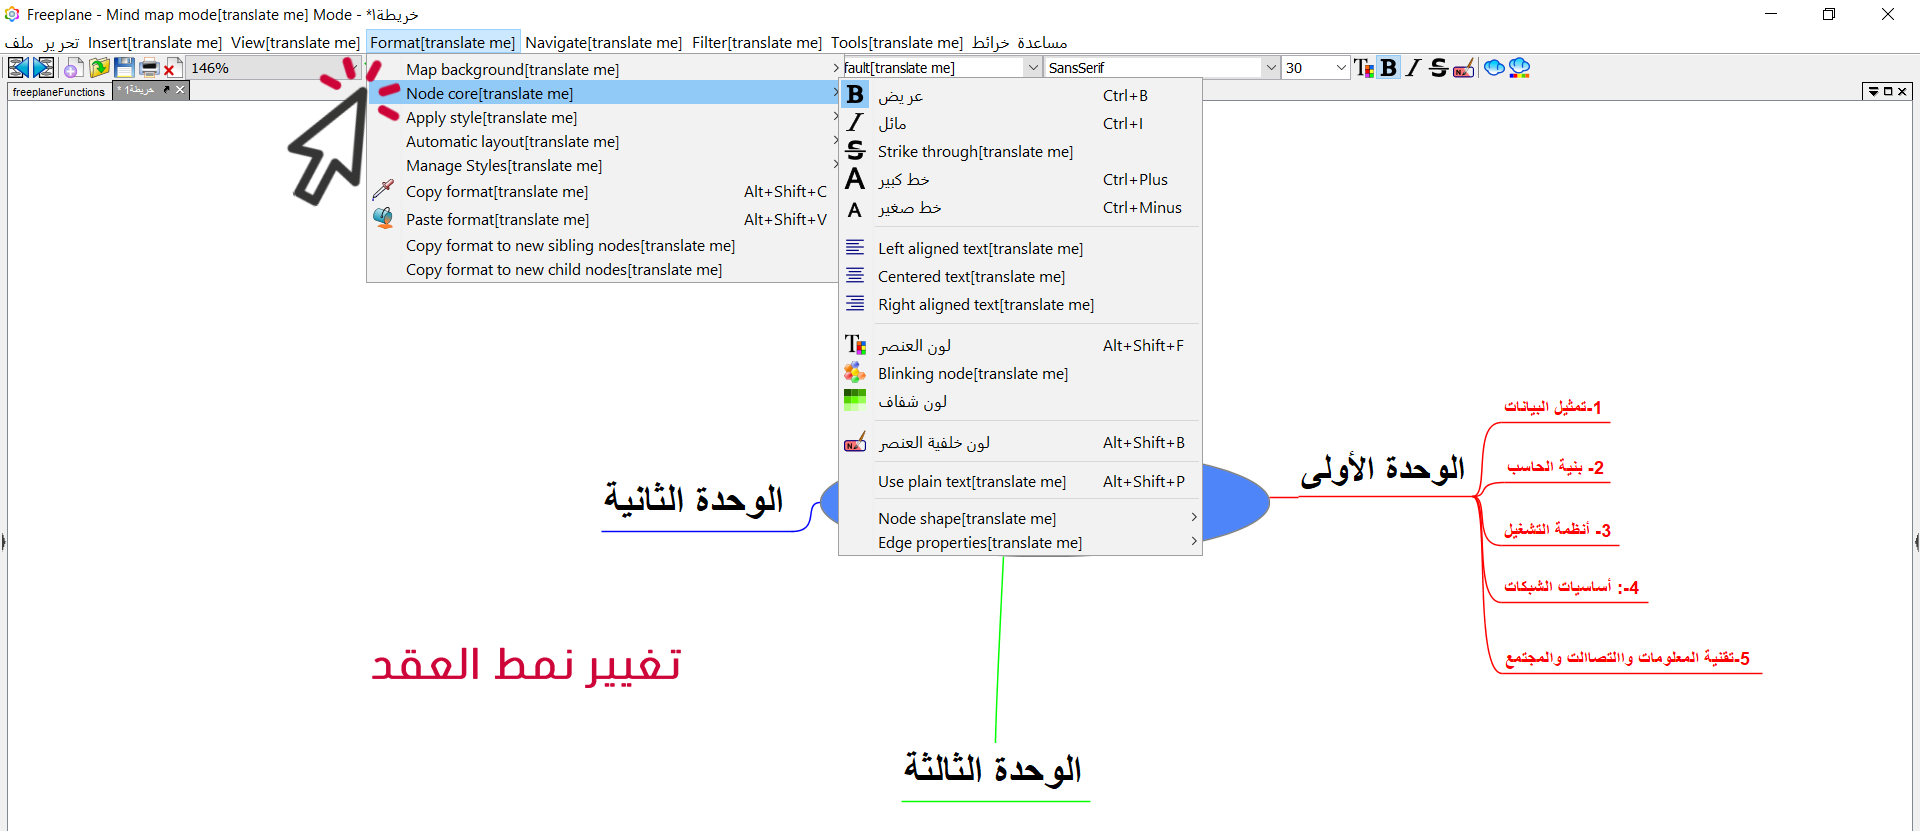 Freeplane - Mind map mode[translate me] Mode - *خريطة١
ملف تحرير Insert[translate me] View[translate me] Format[translate me] Navigate[translate me] Filter[translate me] Tools[translate me] خرائط مساعدة
146% fault[translate me] SansSerif 30
freeplaneFunctions خريطة1 *
Map background[translate me]
Node core[translate me]
Apply style[translate me]
Automatic layout[translate me]
Manage Styles[translate me]
Copy format[translate me] Alt+Shift+C
Paste format[translate me] Alt+Shift+V
Copy format to new sibling nodes[translate me]
Copy format to new child nodes[translate me]
عريض Ctrl+B
مائل Ctrl+I
Strike through[translate me]
خط كبير Ctrl+Plus
خط صغير Ctrl+Minus
Left aligned text[translate me]
Centered text[translate me]
Right aligned text[translate me]
لون العنصر Alt+Shift+F
Blinking node[translate me]
لون شفاف
لون خلفية العنصر Alt+Shift+B
Use plain text[translate me] Alt+Shift+P
Node shape[translate me]
Edge properties[translate me]
الوحدة الأولى
1-تمثيل البيانات
2- بنية الحاسب
3- أنظمة التشغيل
4-: أساسيات الشبكات
5-تقنية المعلومات واالتصاالت والمجتمع
الوحدة الثانية
تغيير نمط العقد
الوحدة الثالثة